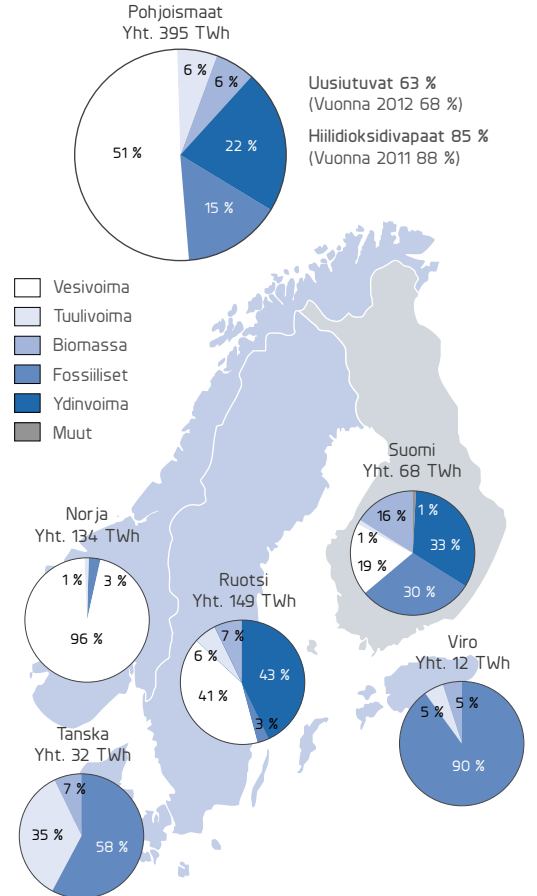 Pohjoismaat
Yht. 395 TWh
6 %
6 %
51 %
22 %
15 %
Uusiutuvat 63 %
(Vuonna 2012 68 %)
Hiilidioksidivapaat 85 %
(Vuonna 2011 88 %)
Vesivoima
Tuulivoima
Biomassa
Fossiiliset
Ydinvoima
Muut
Suomi
Yht. 68 TWh
16 %
1 %
1 %
33 %
19 %
30 %
Norja
Yht. 134 TWh
1 %
3 %
96 %
Ruotsi
Yht. 149 TWh
7 %
6 %
43 %
41 %
3 %
Viro
Yht. 12 TWh
5 %
5 %
90 %
Tanska
Yht. 32 TWh
7 %
35 %
58 %